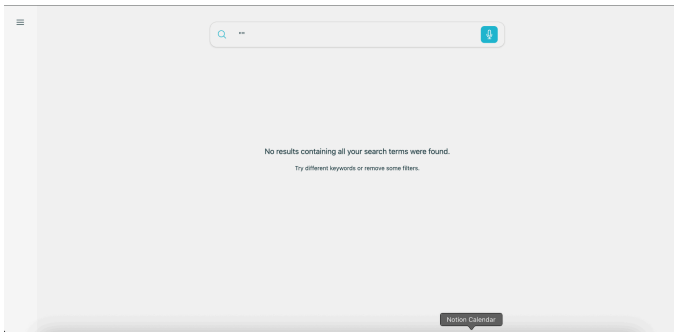 ""
No results containing all your search terms were found.
Try different keywords or remove some filters.
Notion Calendar